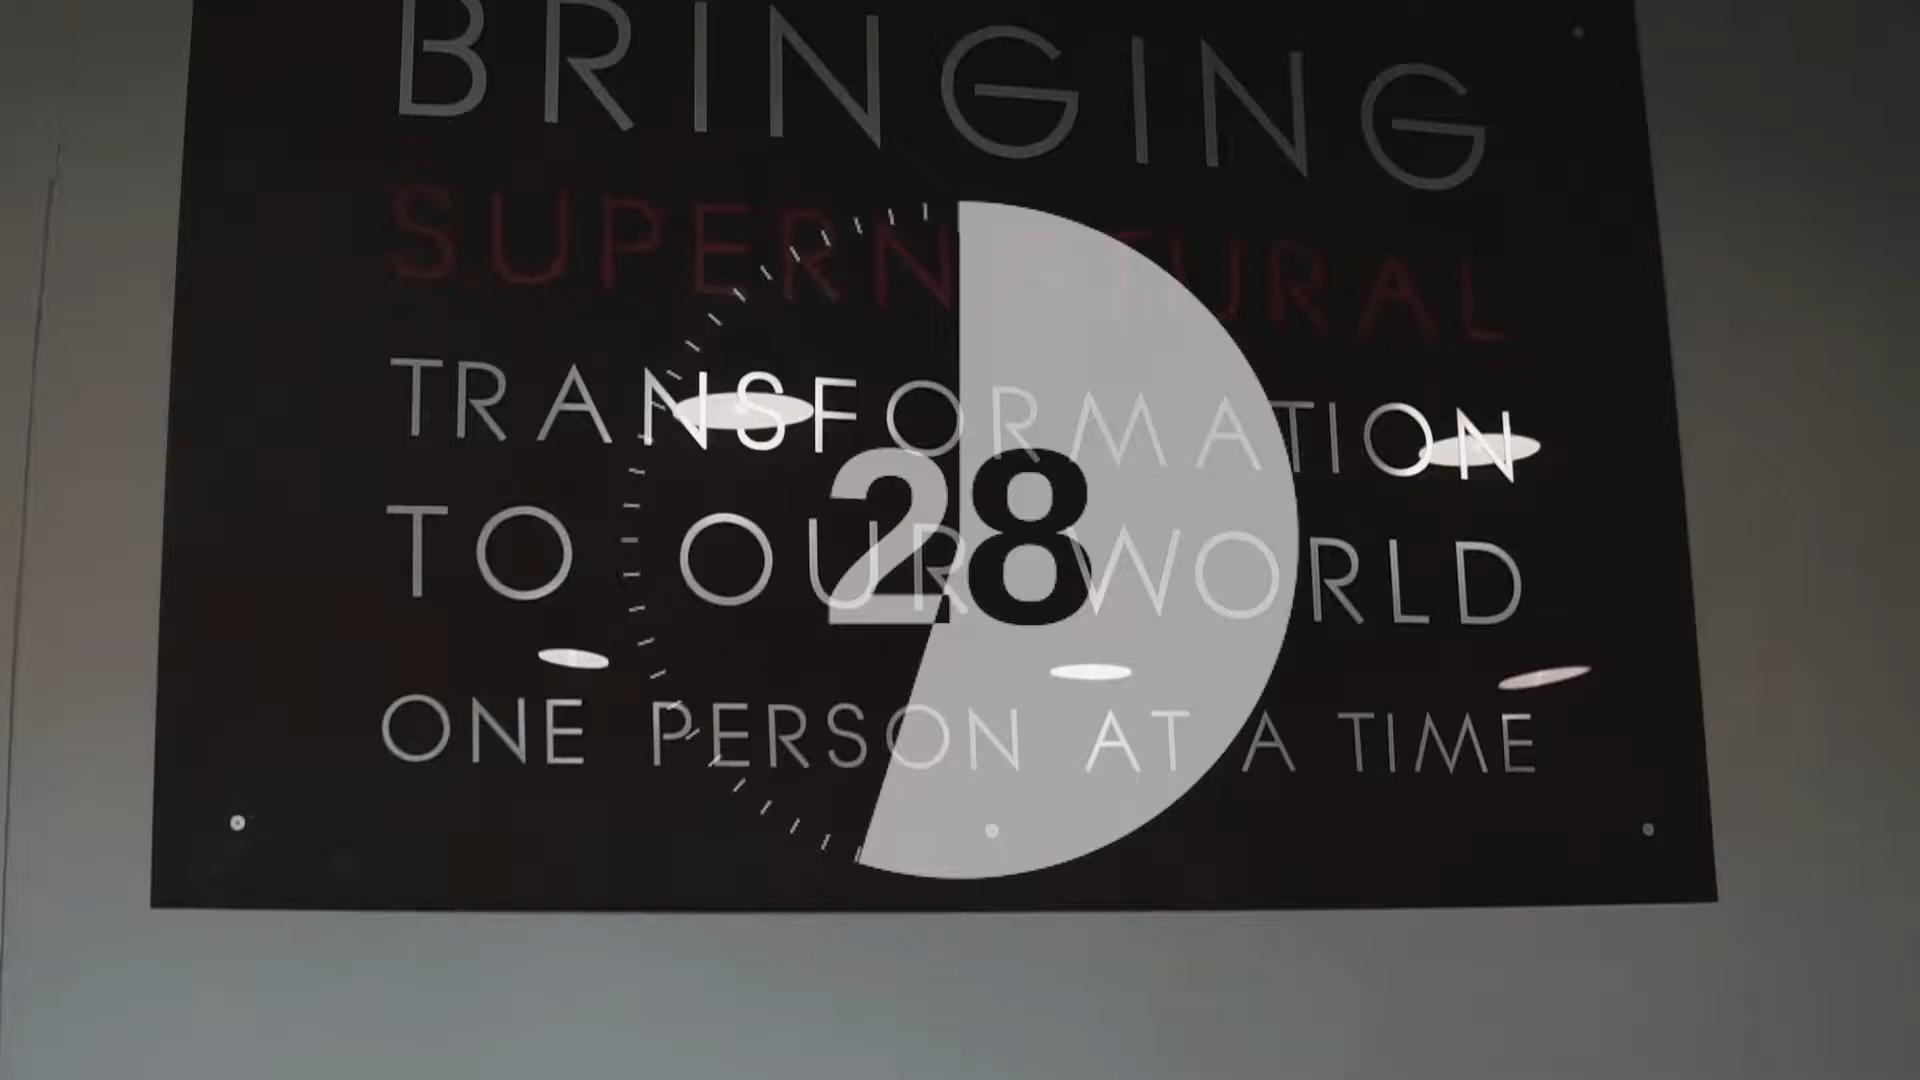 BRINGING
SUPERNATURAL
TRANSFORMATION
TO OUR WORLD
28
ONE PERSON AT A TIME